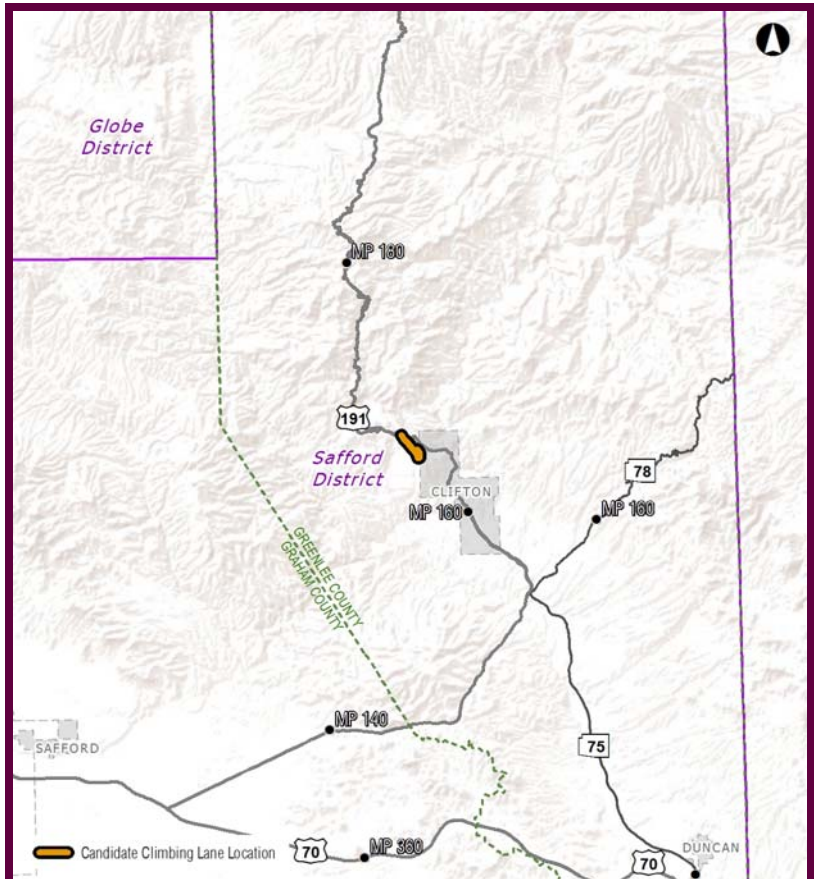 Globe
District
MP 180
191
Safford
District
78
CLIFTON
MP 160
MP 160
GREENLEE COUNTY
GRAHAM COUNTY
MP 140
SAFFORD
75
Candidate Climbing Lane Location
70
MP 360
70
DUNCAN